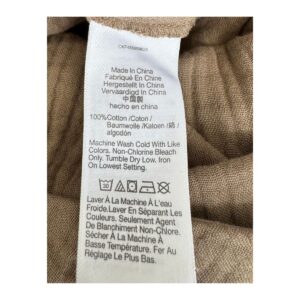 Made In China
Fabriqué En Chine
Hergestellt In China
Vervaardigd In China
中国製
hecho en china
100%Cotton /Coton /
Baumwolle /Katoen /綿 /
algodón
Machine Wash Cold With Like
Colors. Non-Chlorine Bleach
Only. Tumble Dry Low. Iron
On Lowest Setting.
30
Laver À La Machine À L'eau
Froide.Laver En Séparant Les
Couleurs. Seulement Agent
De Blanchiment Non-Chlore.
Sécher À La Machine À
Basse Température. Fer Au
Réglage Le Plus Bas.